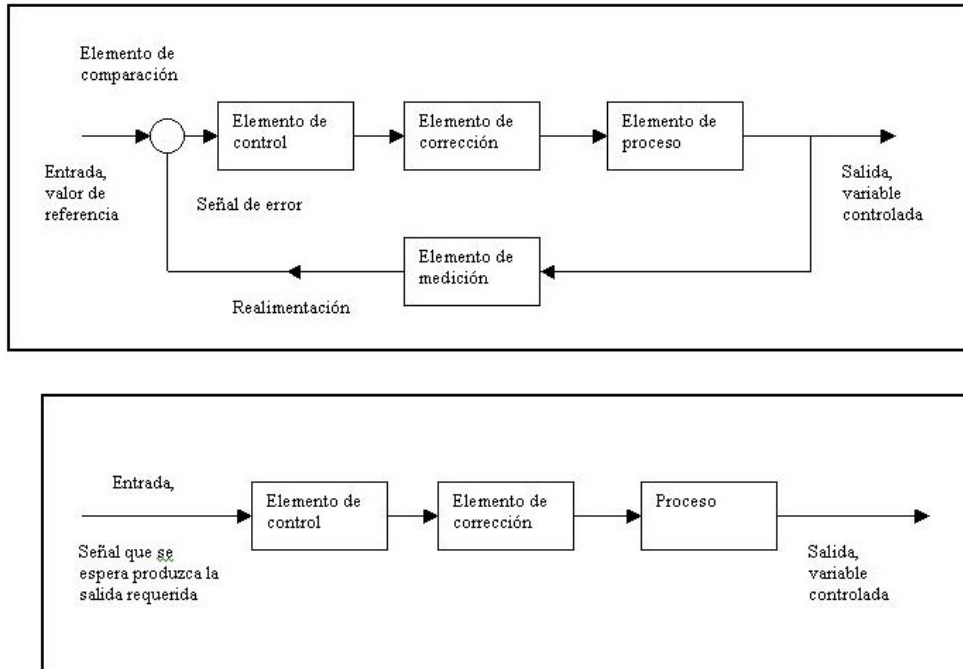 Elemento de
comparación
Elemento de
control
Elemento de
corrección
Elemento de
proceso
Entrada,
valor de
referencia
Señal de error
Salida,
variable
controlada
Elemento de
medición
Realimentación
Entrada,
Elemento de
control
Elemento de
corrección
Proceso
Señal que se
espera produzca la
salida requerida
Salida,
variable
controlada